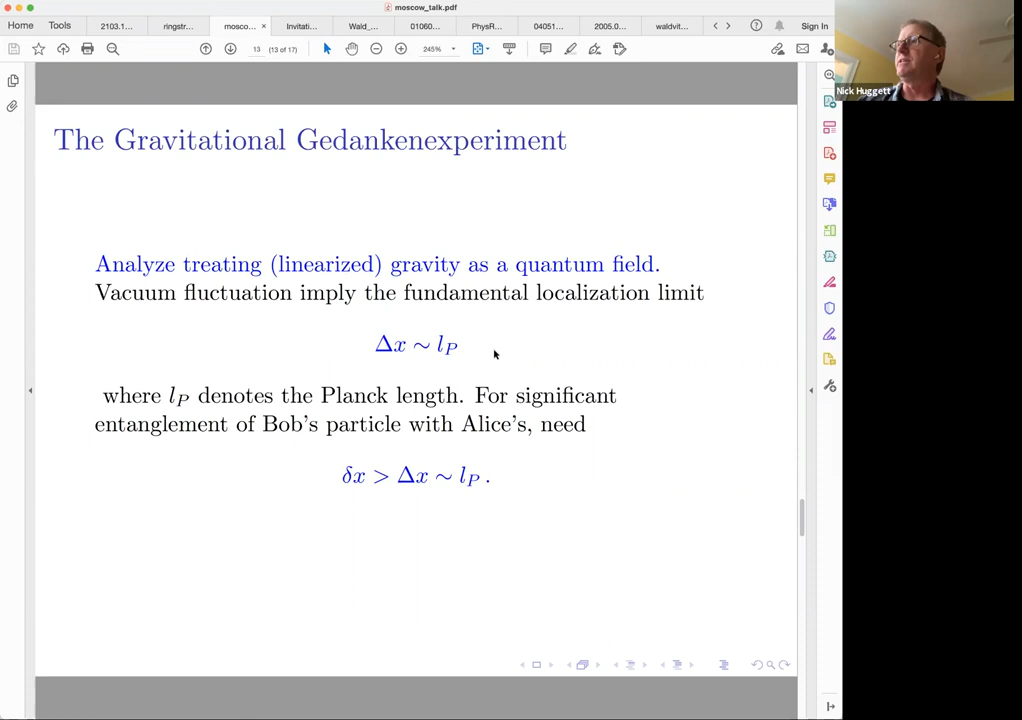 moscow_talk.pdf
Home Tools 2103.1... ringstr... mosco... × Invitati... Wald_... 01060... PhysR... 04051... 2005.0... waldvit... Sign In
13 (13 of 17) 245%
Nick Huggett
The Gravitational Gedankenexperiment
Analyze treating (linearized) gravity as a quantum field.
Vacuum fluctuation imply the fundamental localization limit
Δx ∼ l_P
where l_P denotes the Planck length. For significant
entanglement of Bob's particle with Alice's, need
δx > Δx ∼ l_P .